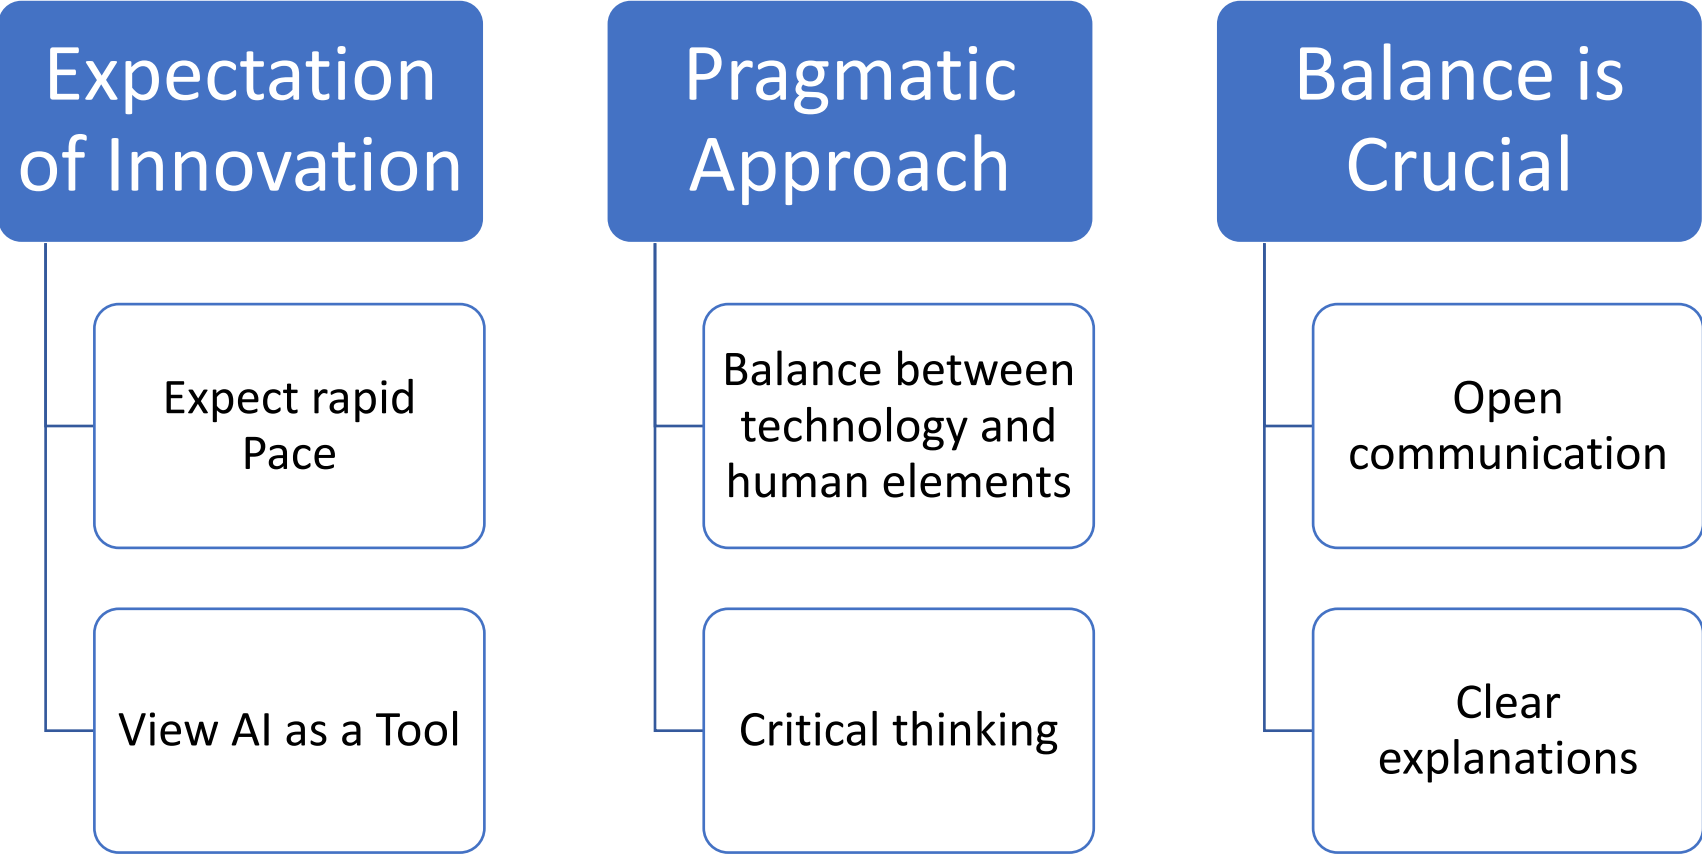 Expectation
of Innovation
Expect rapid
Pace
View AI as a Tool
Pragmatic
Approach
Balance between
technology and
human elements
Critical thinking
Balance is
Crucial
Open
communication
Clear
explanations